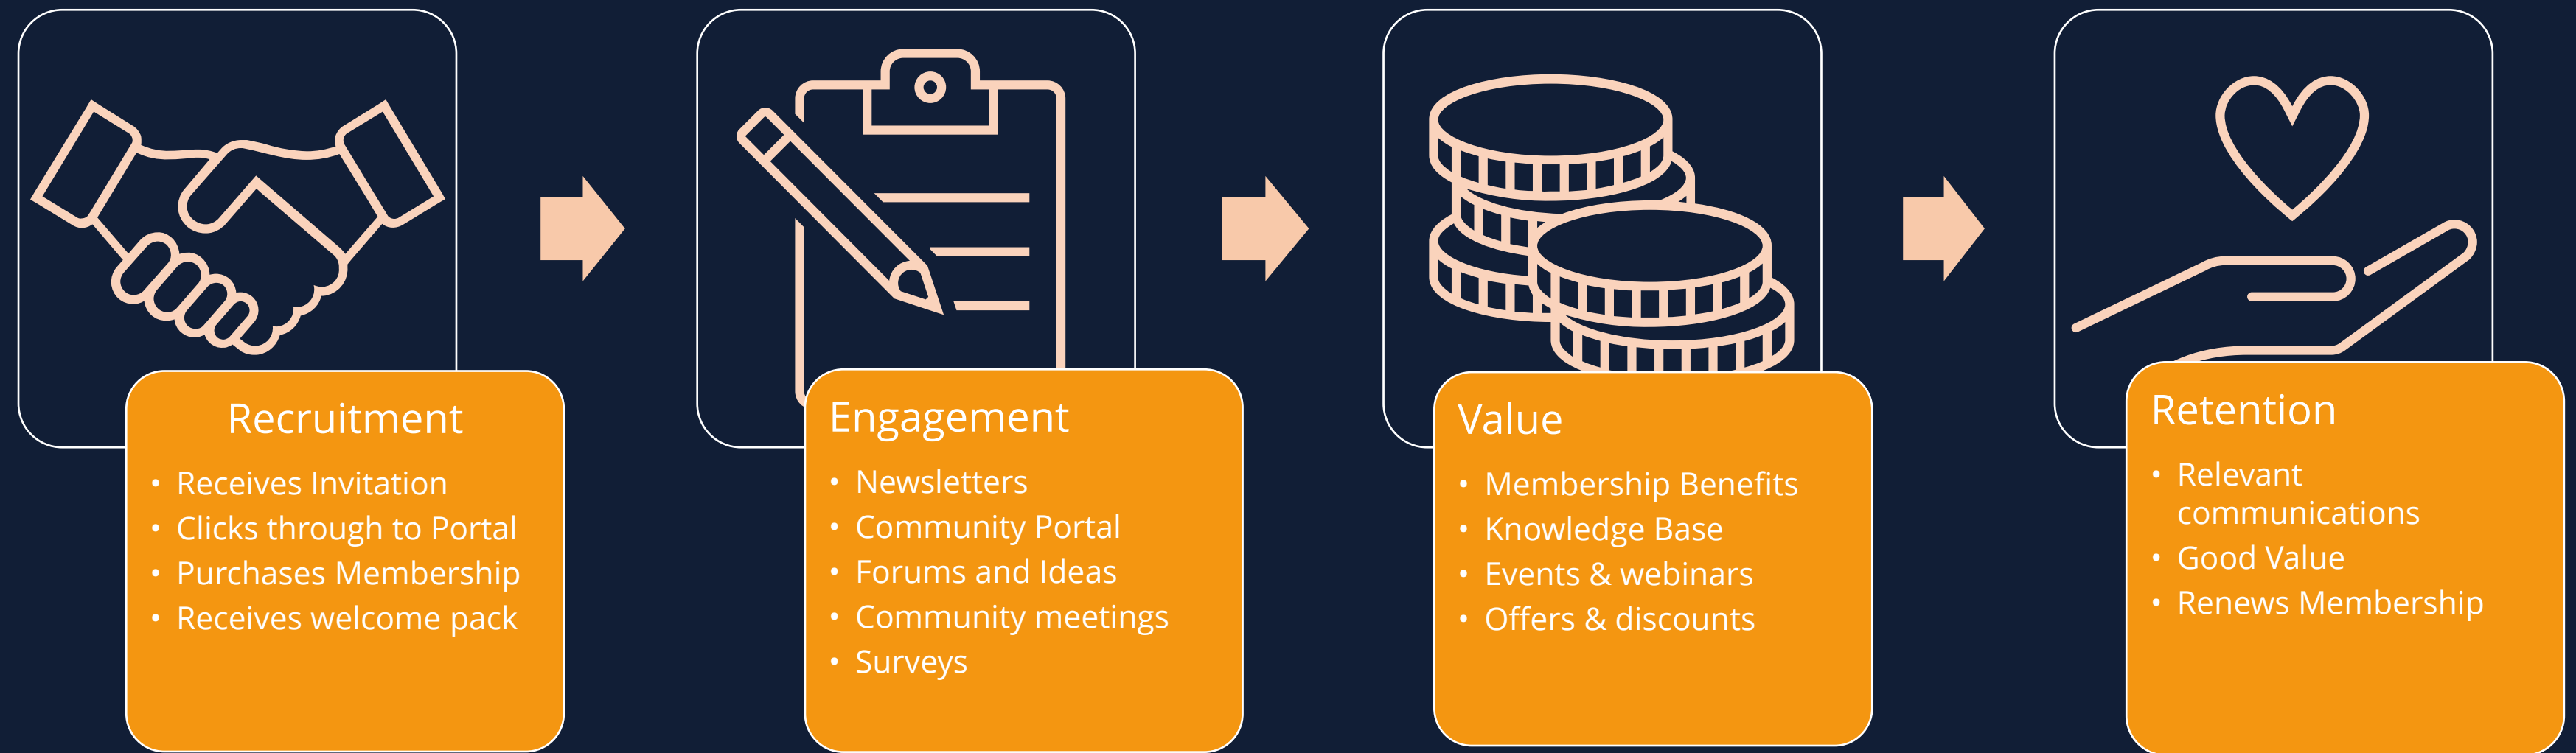 Recruitment
• Receives Invitation
• Clicks through to Portal
• Purchases Membership
• Receives welcome pack
Engagement
• Newsletters
• Community Portal
• Forums and Ideas
• Community meetings
• Surveys
Value
• Membership Benefits
• Knowledge Base
• Events & webinars
• Offers & discounts
Retention
• Relevant
communications
• Good Value
• Renews Membership